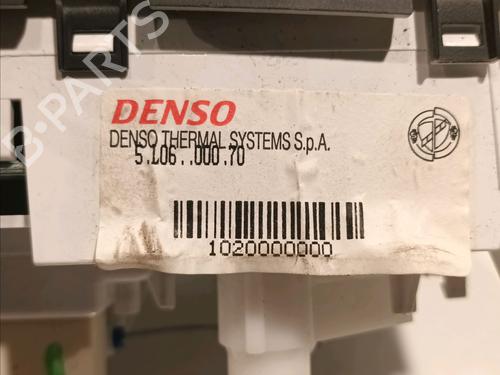 B-PARTS
DENSO
DENSO THERMAL SYSTEMS S.p.A.
5.L06..000.70
1020000000